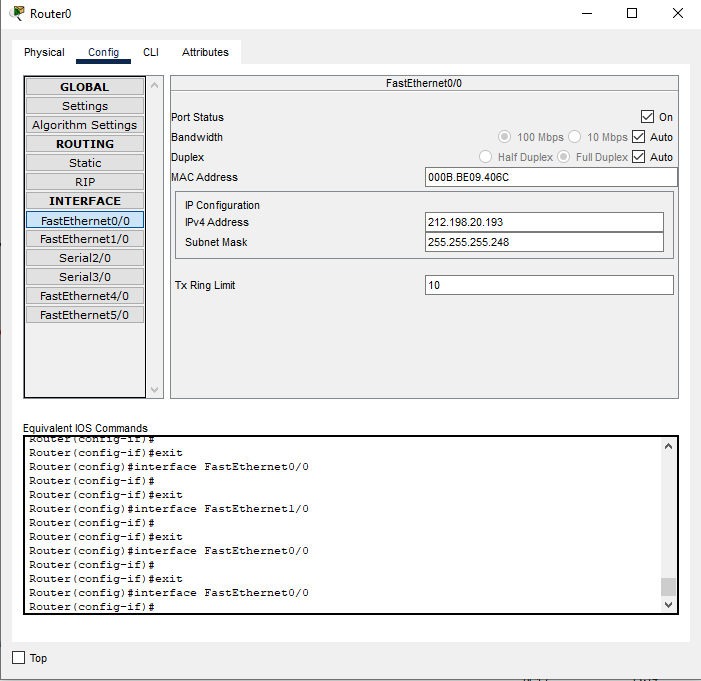 Router0
Physical Config CLI Attributes
GLOBAL
Settings
Algorithm Settings
ROUTING
Static
RIP
INTERFACE
FastEthernet0/0
FastEthernet1/0
Serial2/0
Serial3/0
FastEthernet4/0
FastEthernet5/0
FastEthernet0/0
Port Status On
Bandwidth 100 Mbps 10 Mbps Auto
Duplex Half Duplex Full Duplex Auto
MAC Address 000B.BE09.406C
IP Configuration
IPv4 Address 212.198.20.193
Subnet Mask 255.255.255.248
Tx Ring Limit 10
Equivalent IOS Commands
Router(config-if)#
Router(config-if)#exit
Router(config)#interface FastEthernet0/0
Router(config-if)#
Router(config-if)#exit
Router(config)#interface FastEthernet1/0
Router(config-if)#
Router(config-if)#exit
Router(config)#interface FastEthernet0/0
Router(config-if)#
Router(config-if)#exit
Router(config)#interface FastEthernet0/0
Router(config-if)#
Top